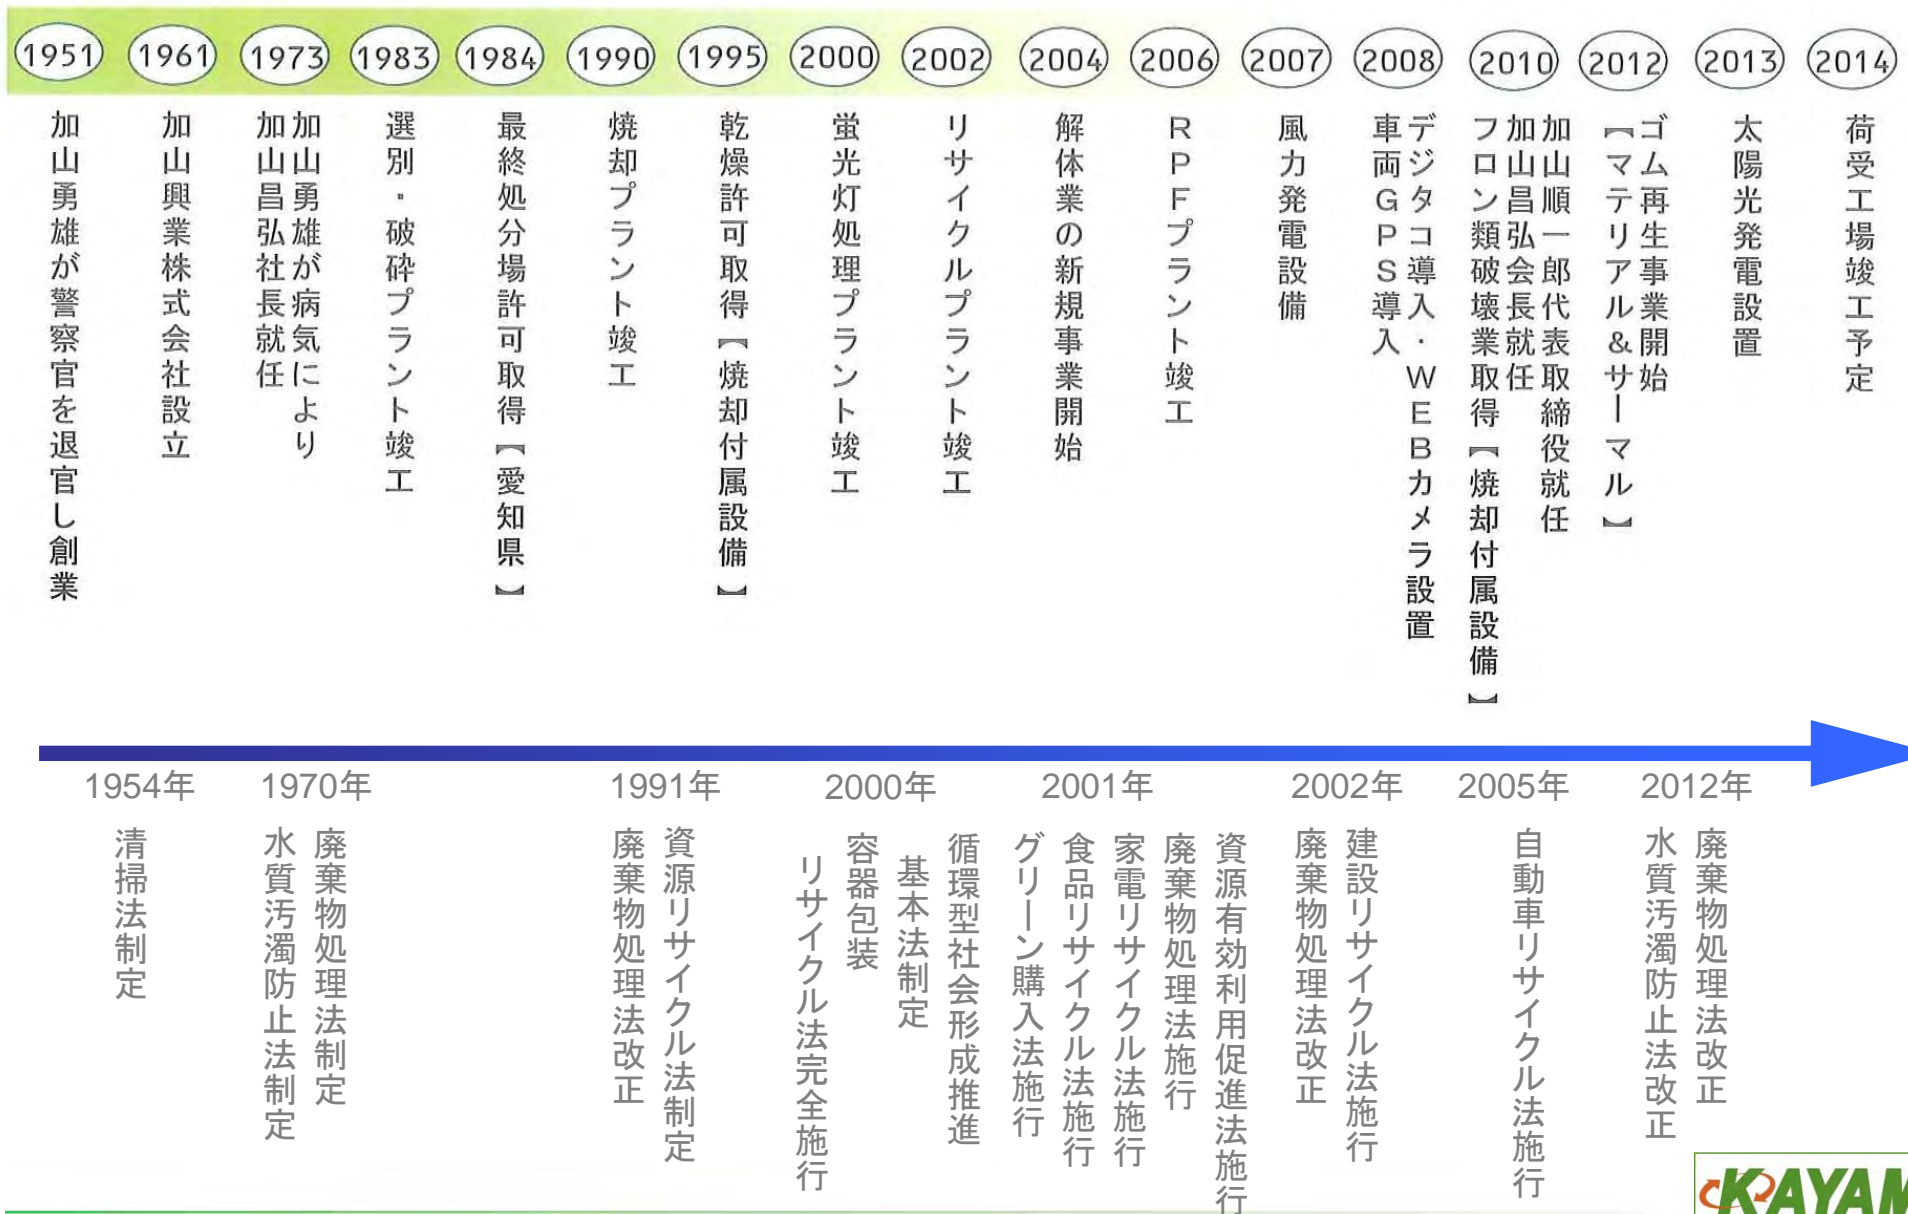 1951
加山勇雄が警察官を退官し創業
1961
加山興業株式会社設立
1973
加山勇雄が病気により
加山昌弘社長就任
1983
選別・破砕プラント竣工
1984
最終処分場許可取得【愛知県】
1990
焼却プラント竣工
1995
乾燥許可取得【焼却付属設備】
2000
蛍光灯処理プラント竣工
2002
リサイクルプラント竣工
2004
解体業の新規事業開始
2006
RPFプラント竣工
2007
風力発電設備
2008
デジタコ導入・WEBカメラ設置
車両GPS導入
2010
加山順一郎代表取締役就任
加山昌弘会長就任
フロン類破壊業取得【焼却付属設備】
2012
ゴム再生事業開始
【マテリアル&サーマル】
2013
太陽光発電設置
2014
荷受工場竣工予定
1954年
清掃法制定
1970年
廃棄物処理法制定
水質汚濁防止法制定
1991年
資源リサイクル法制定
廃棄物処理法改正
2000年
循環型社会形成推進
基本法制定
容器包装
リサイクル法完全施行
2001年
資源有効利用促進法施行
廃棄物処理法施行
家電リサイクル法施行
食品リサイクル法施行
グリーン購入法施行
2002年
建設リサイクル法施行
廃棄物処理法改正
2005年
自動車リサイクル法施行
2012年
廃棄物処理法改正
水質汚濁防止法改正
KAYAM